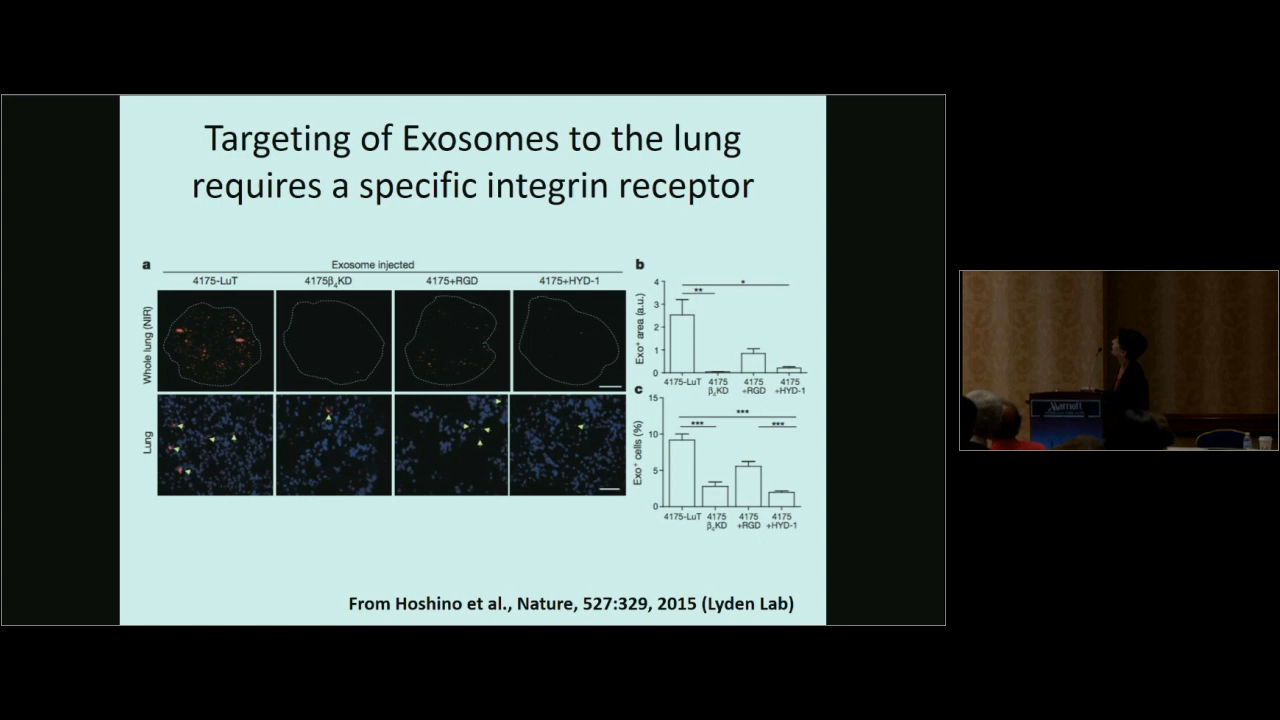 Targeting of Exosomes to the lung
requires a specific integrin receptor
a
Exosome injected
4175-LuT
4175β4KD
4175+RGD
4175+HYD-1
Whole lung (NIR)
Lung
b
Exo+ area (a.u.)
4
3
2
1
0
**
*
4175-LuT
4175
β4KD
4175
+RGD
4175
+HYD-1
c
Exo+ cells (%)
15
10
5
0
***
***
***
4175-LuT
4175
β4KD
4175
+RGD
4175
+HYD-1
From Hoshino et al., Nature, 527:329, 2015 (Lyden Lab)
Marriott